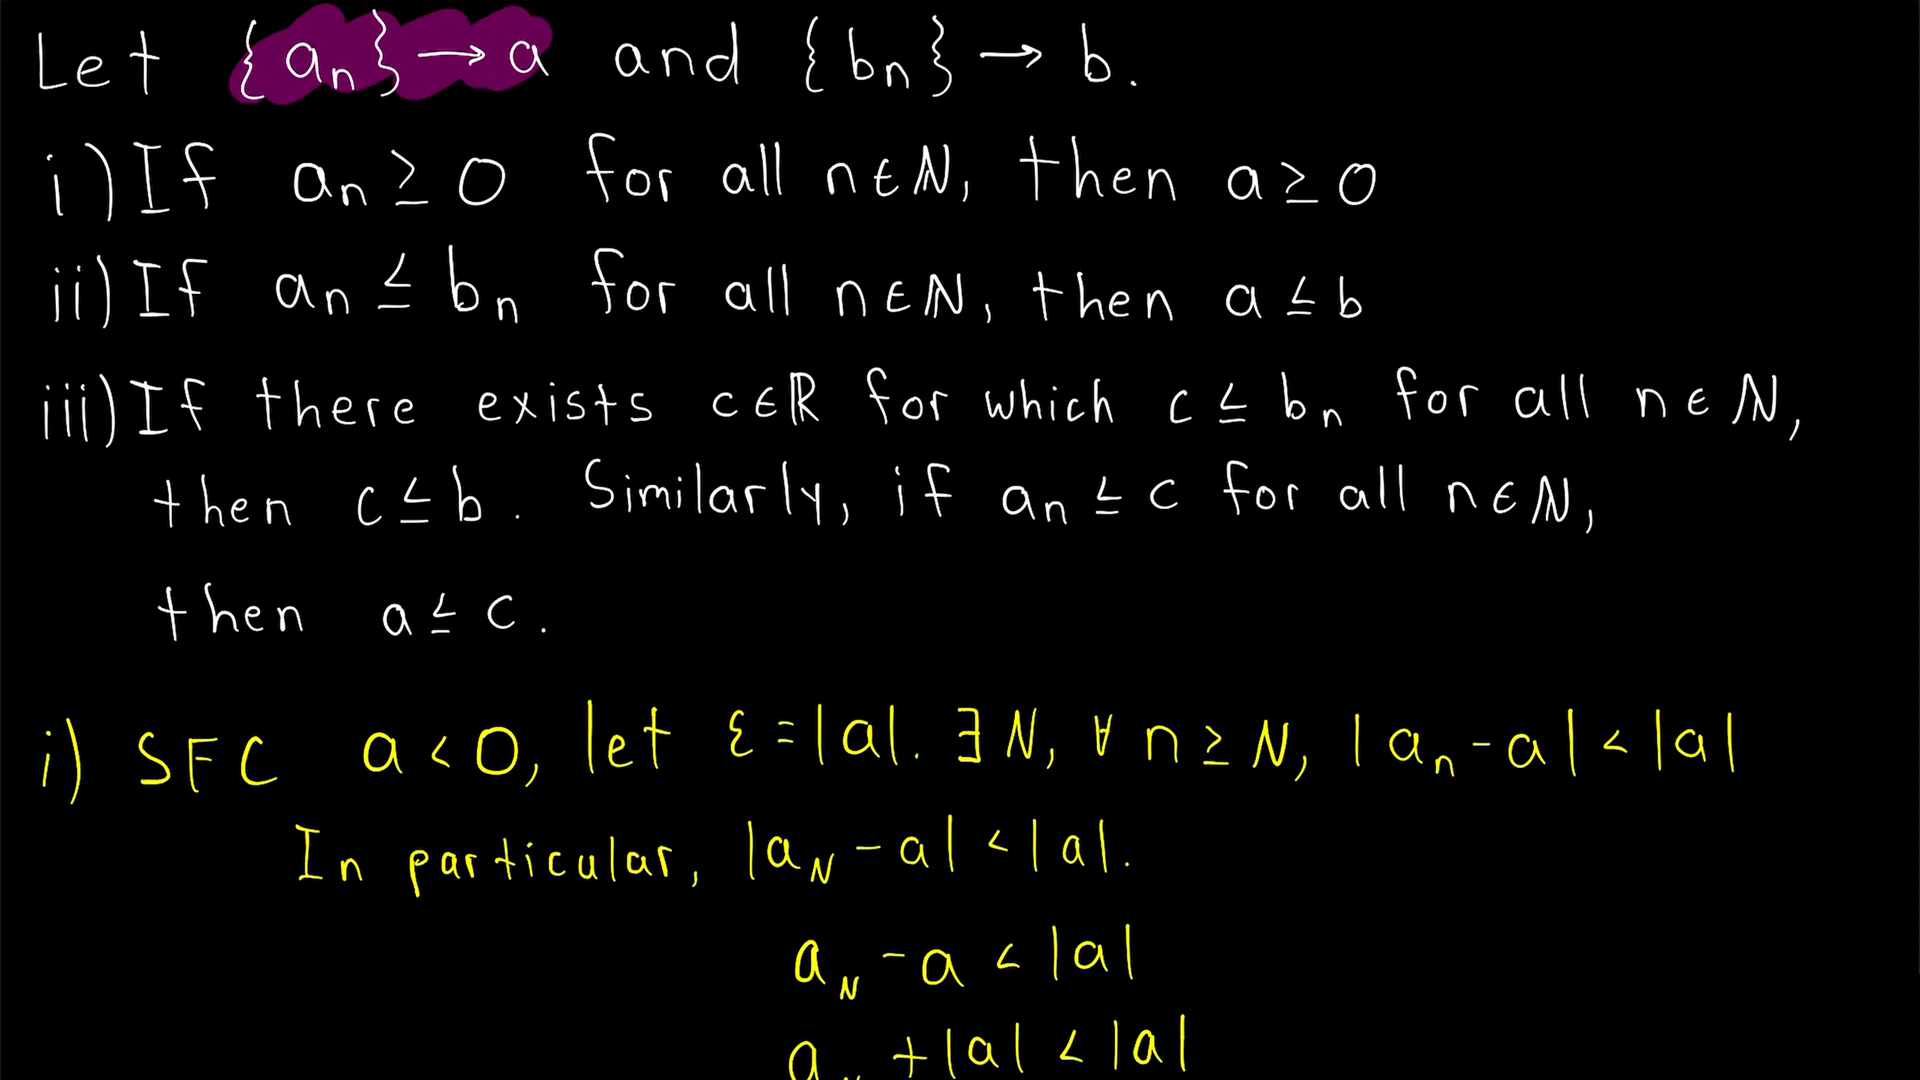 Let {aₙ} → a and {bₙ} → b.
i) If aₙ ≥ 0 for all n∈ℕ, then a ≥ 0
ii) If aₙ ≤ bₙ for all n∈ℕ, then a ≤ b
iii) If there exists c∈ℝ for which c ≤ bₙ for all n∈ℕ,
then c ≤ b. Similarly, if aₙ ≤ c for all n∈ℕ,
then a ≤ c.
i) SFC a < 0, let ε = |a|. ∃ N, ∀ n ≥ N, |aₙ - a| < |a|
In particular, |a_N - a| < |a|.
a_N - a < |a|
a_N + |a| < |a|